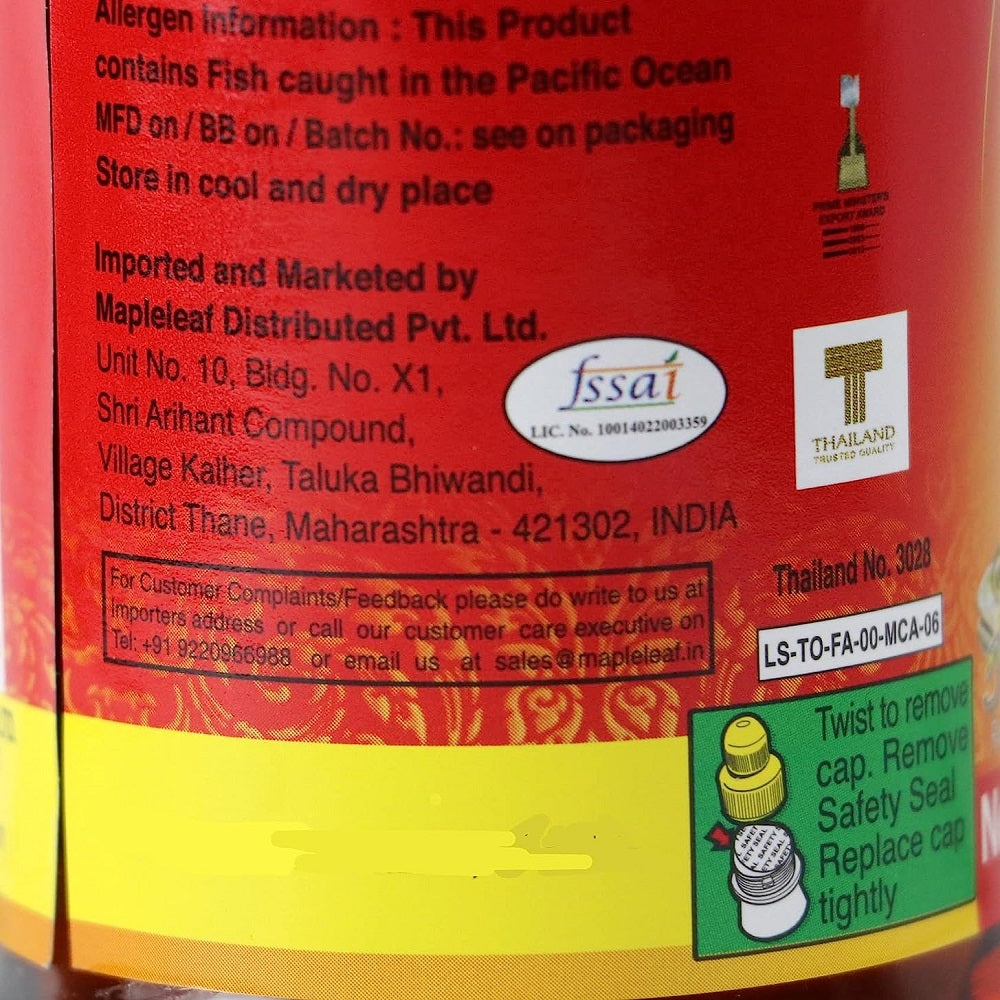 Allergen Information : This Product
contains Fish caught in the Pacific Ocean
MFD on / BB on / Batch No.: see on packaging
Store in cool and dry place
Imported and Marketed by
Mapleleaf Distributed Pvt. Ltd.
Unit No. 10, Bldg. No. X1,
Shri Arihant Compound,
Village Kalher, Taluka Bhiwandi,
District Thane, Maharashtra - 421302, INDIA
fssai
LIC. No. 10014022003359
For Customer Complaints/Feedback please do write to us at
Importers address or call our customer care executive on
Tel: +91 9220966988 or email us at sales@mapleleaf.in
PRIME MINISTER'S
EXPORT AWARD
T
THAILAND
TRUSTED QUALITY
Thailand No. 3028
LS-TO-FA-00-MCA-06
Twist to remove
cap. Remove
Safety Seal
Replace cap
tightly